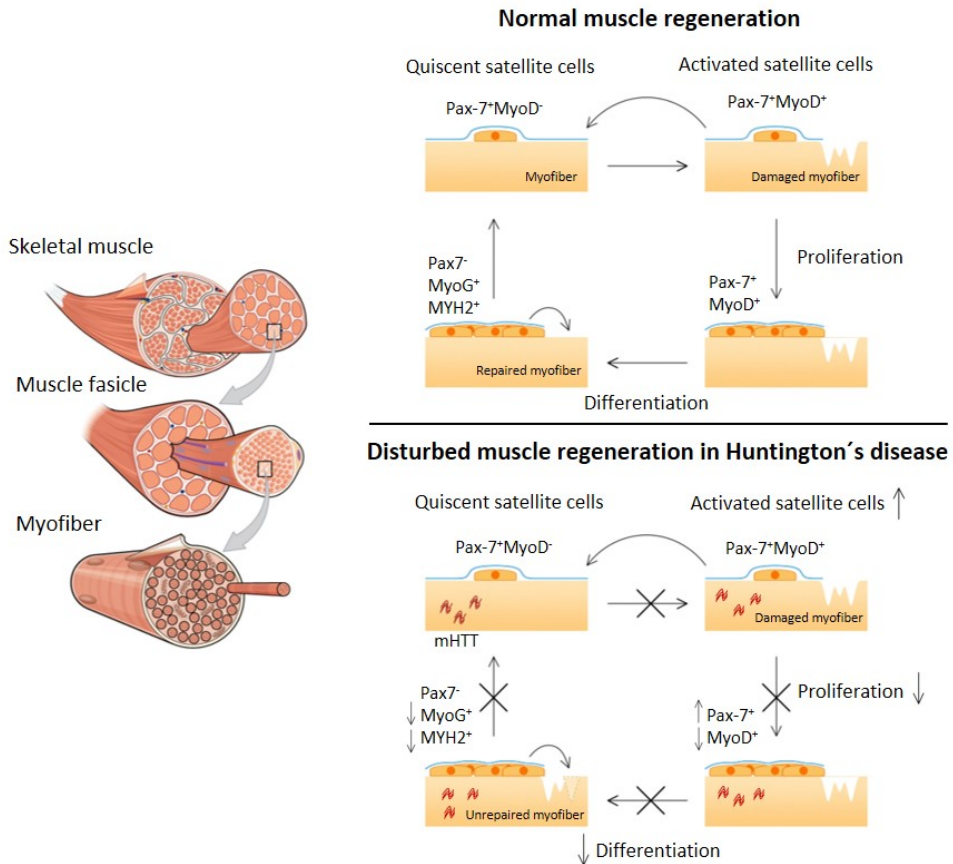 Normal muscle regeneration
Quiscent satellite cells
Activated satellite cells
Pax-7⁺MyoD⁻
Pax-7⁺MyoD⁺
Myofiber
Damaged myofiber
Skeletal muscle
Pax7⁻
MyoG⁺
MYH2⁺
Proliferation
Pax-7⁺
MyoD⁺
Repaired myofiber
Differentiation
Muscle fasicle
Myofiber
Disturbed muscle regeneration in Huntington´s disease
Quiscent satellite cells
Activated satellite cells ↑
Pax-7⁺MyoD⁻
Pax-7⁺MyoD⁺
Damaged myofiber
mHTT
Pax7⁻
↓ MyoG⁺
↓ MYH2⁺
Proliferation ↓
↑ Pax-7⁺
↓ MyoD⁺
Unrepaired myofiber
↓ Differentiation